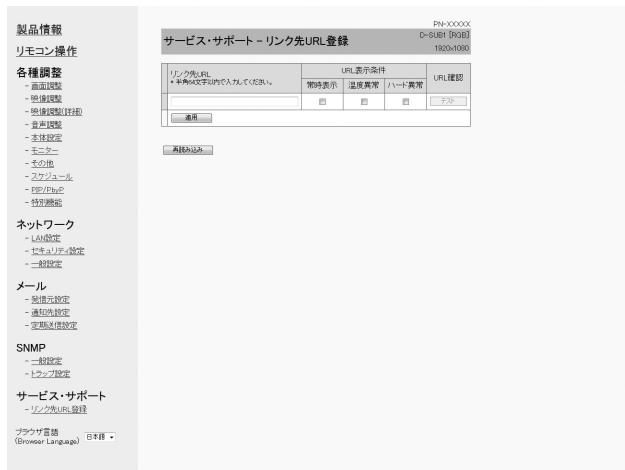 製品情報
リモコン操作
各種調整
- 画面調整
- 映像調整
- 映像調整(詳細)
- 音声調整
- 本体設定
- モニター
- その他
- スケジュール
- PIP/PbyP
- 特別機能
ネットワーク
- LAN設定
- セキュリティ設定
- 一般設定
メール
- 発信元設定
- 通知先設定
- 定期送信設定
SNMP
- 一般設定
- トラップ設定
サービス・サポート
- リンク先URL登録
ブラウザ言語
(Browser Language) 日本語
PN-XXXXX
サービス・サポート - リンク先URL登録
D-SUB1 [RGB]
1920x1080
リンク先URL
* 半角64文字以内で入力してください。
URL表示条件
常時表示 温度異常 ハード異常
URL確認
テスト
適用
再読み込み